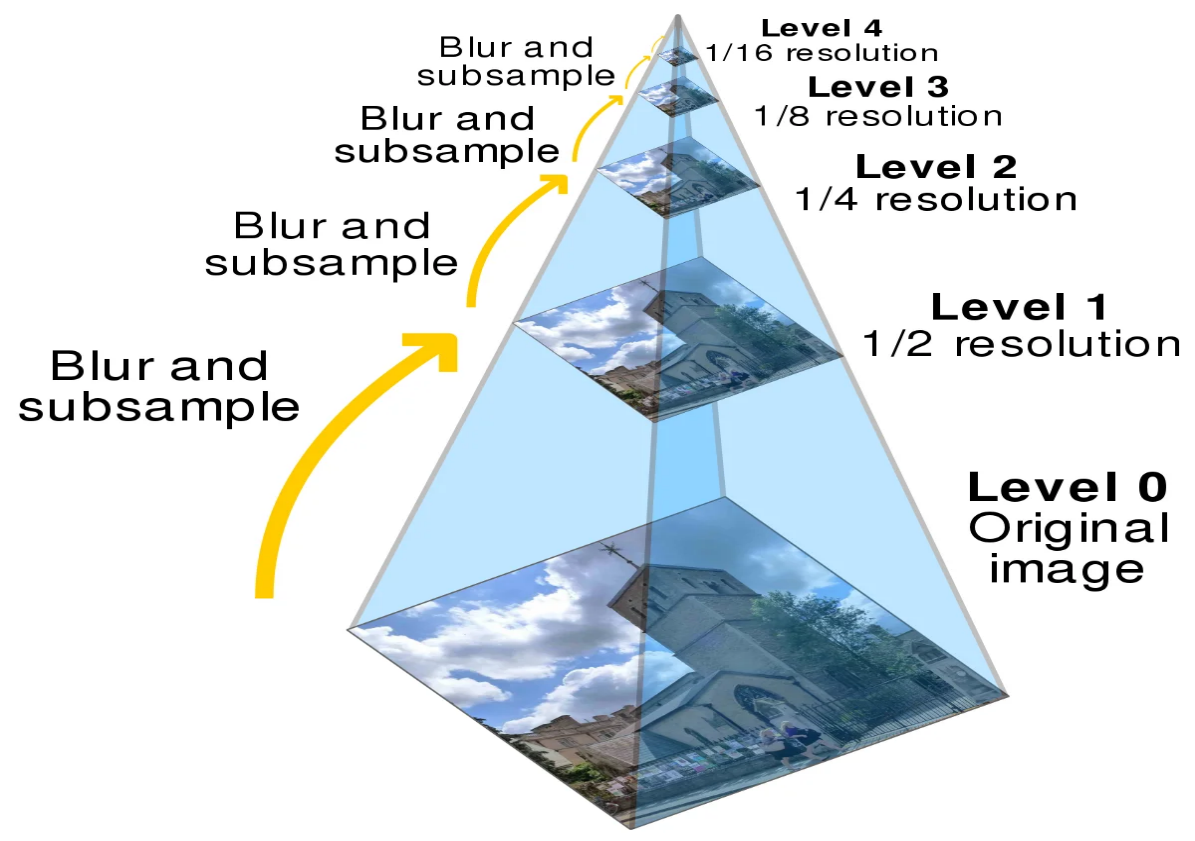 Level 4
1/16 resolution
Blur and
subsample
Level 3
1/8 resolution
Blur and
subsample
Level 2
1/4 resolution
Blur and
subsample
Level 1
1/2 resolution
Blur and
subsample
Level 0
Original
image